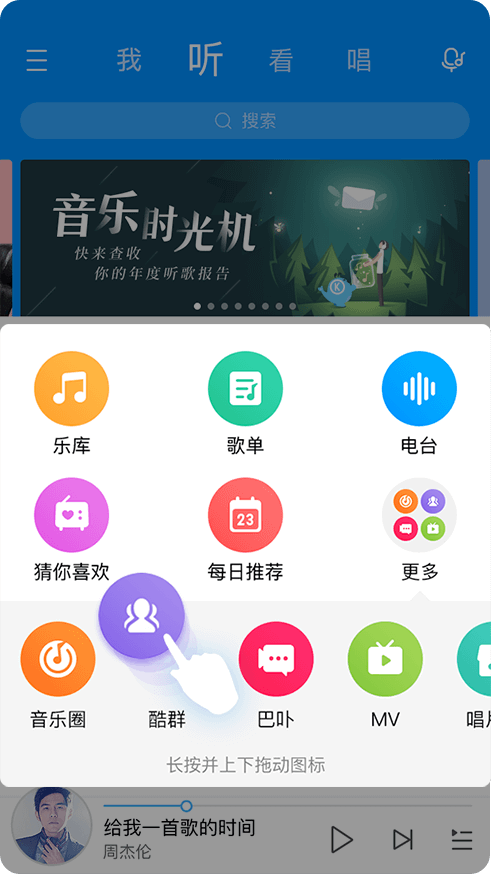 我 听 看 唱
搜索
音乐时光机
快来查收
你的年度听歌报告
K
乐库 歌单 电台
23
猜你喜欢 每日推荐 更多
音乐圈 酷群 巴卟 MV 唱片
长按并上下拖动图标
给我一首歌的时间
周杰伦